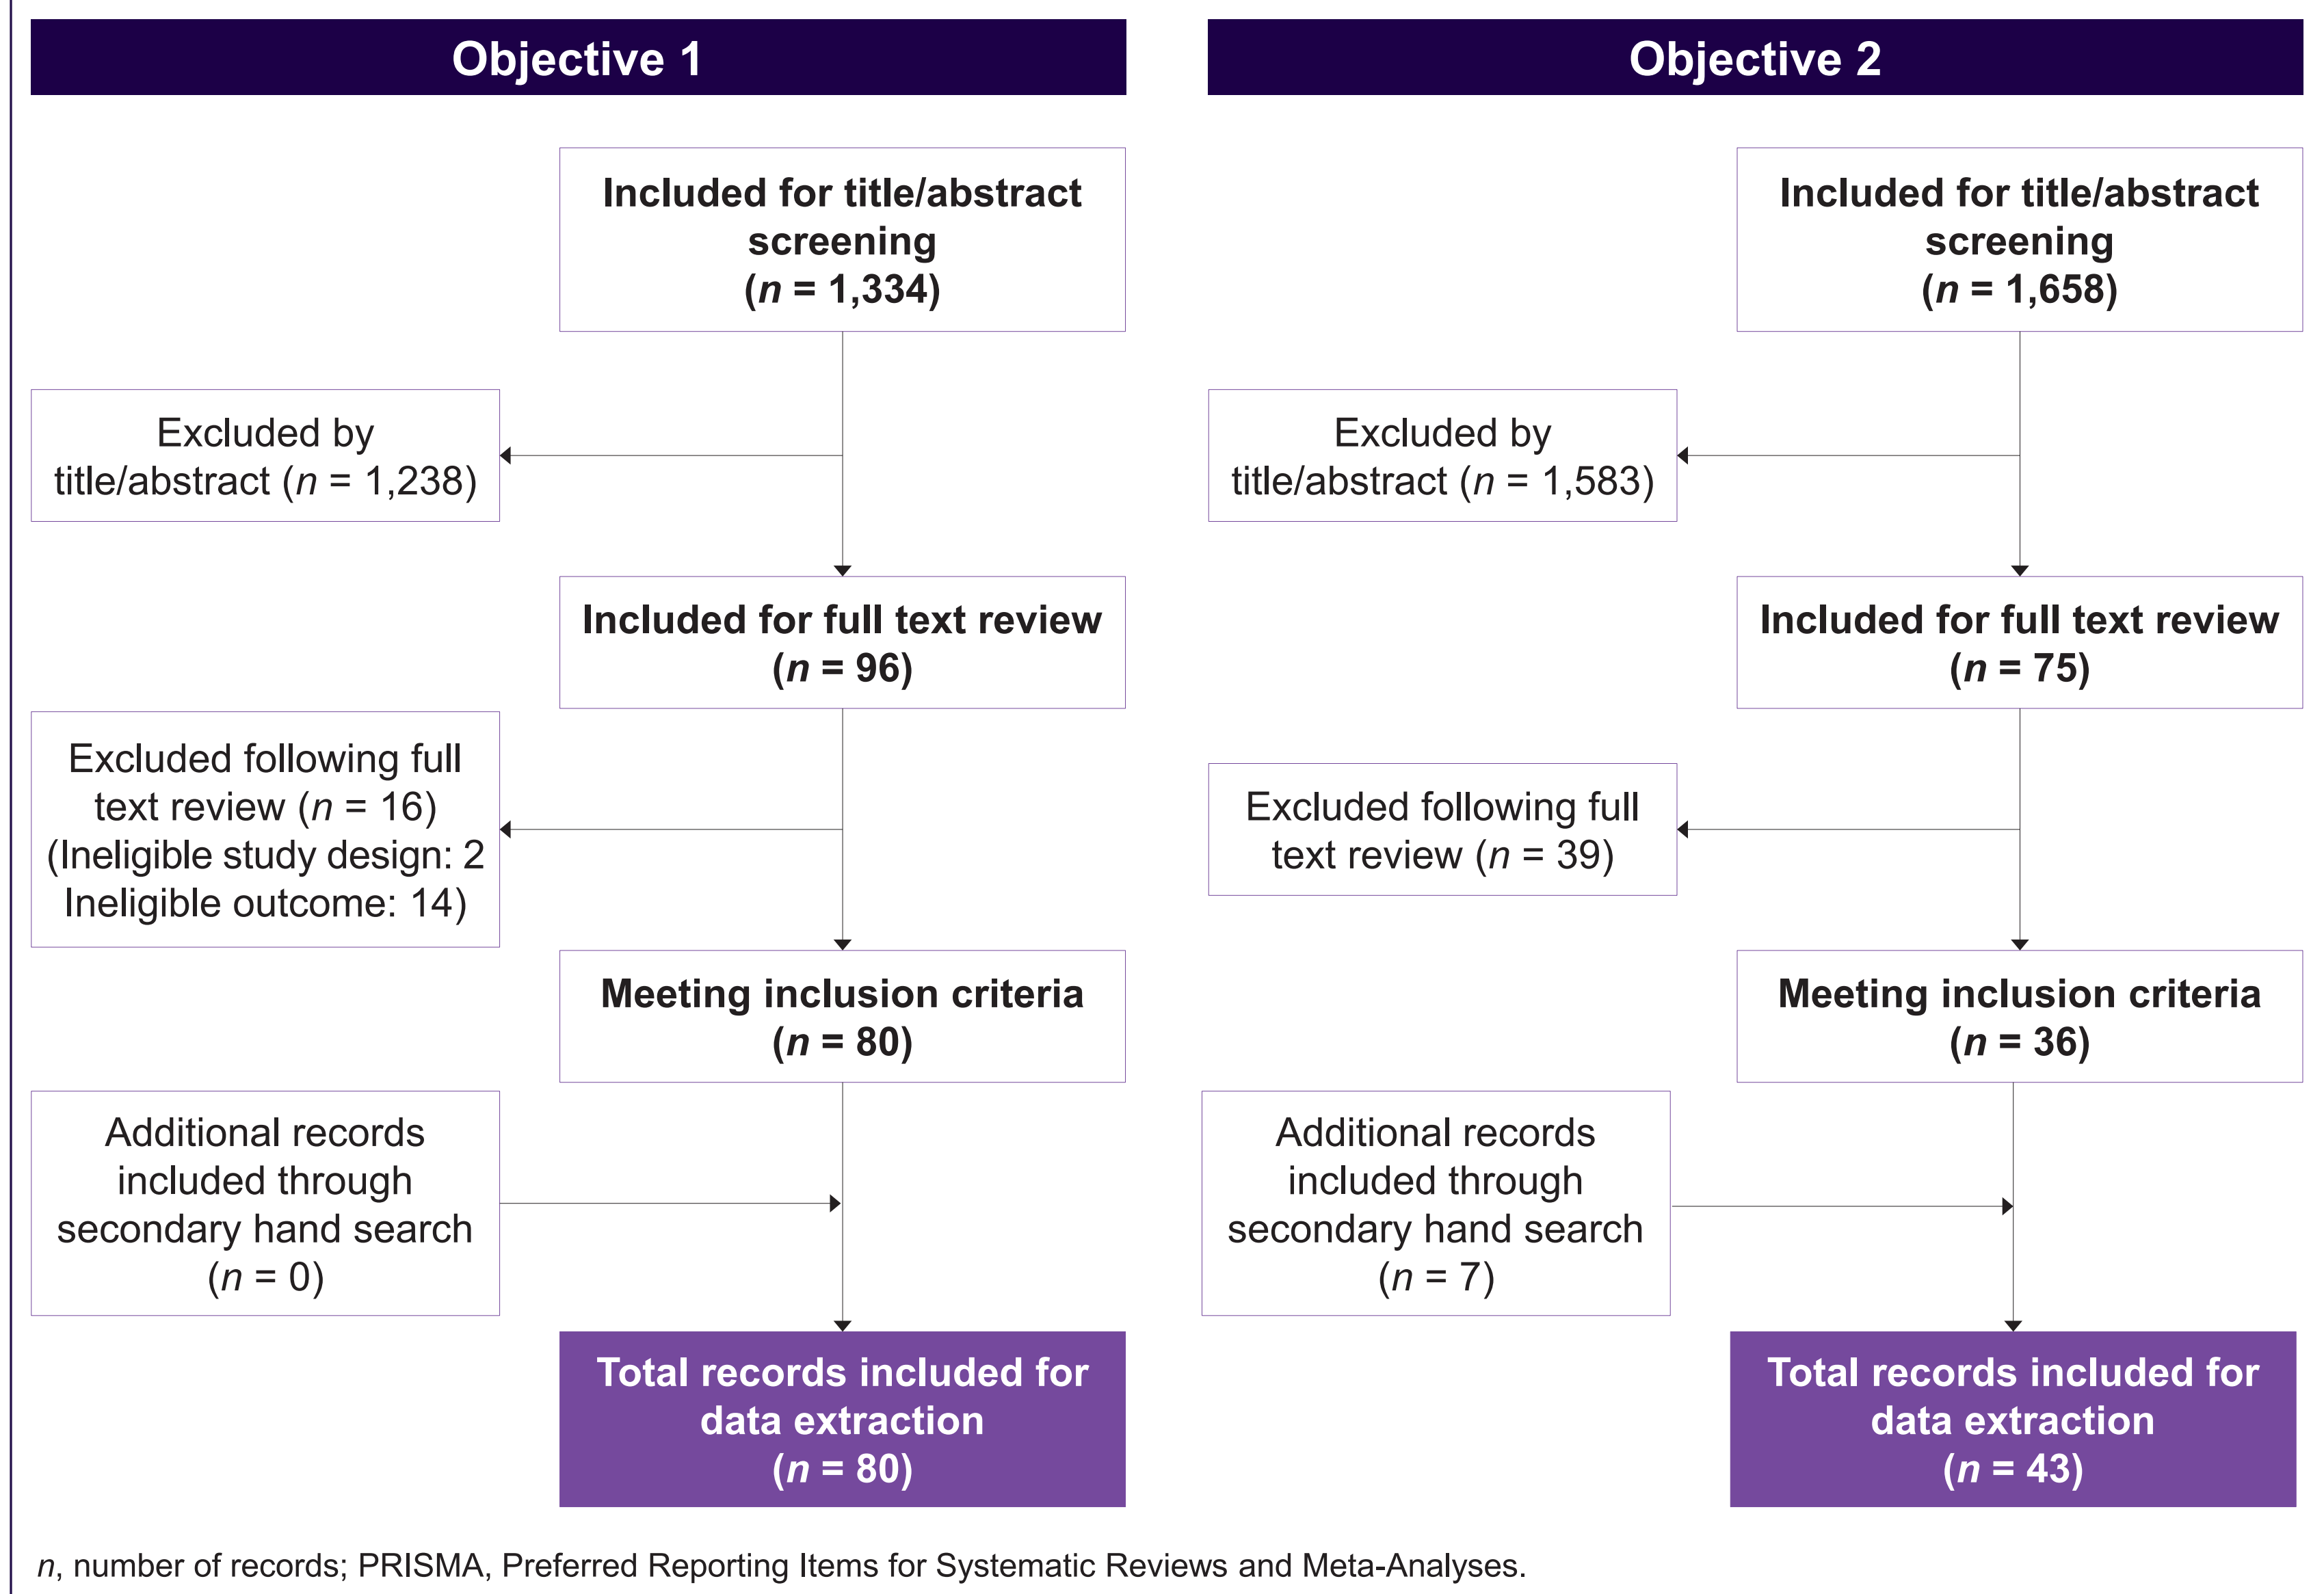 Objective 1
Included for title/abstract
screening
(n = 1,334)
Excluded by
title/abstract (n = 1,238)
Included for full text review
(n = 96)
Excluded following full
text review (n = 16)
(Ineligible study design: 2
Ineligible outcome: 14)
Meeting inclusion criteria
(n = 80)
Additional records
included through
secondary hand search
(n = 0)
Total records included for
data extraction
(n = 80)
Objective 2
Included for title/abstract
screening
(n = 1,658)
Excluded by
title/abstract (n = 1,583)
Included for full text review
(n = 75)
Excluded following full
text review (n = 39)
Meeting inclusion criteria
(n = 36)
Additional records
included through
secondary hand search
(n = 7)
Total records included for
data extraction
(n = 43)
n, number of records; PRISMA, Preferred Reporting Items for Systematic Reviews and Meta-Analyses.